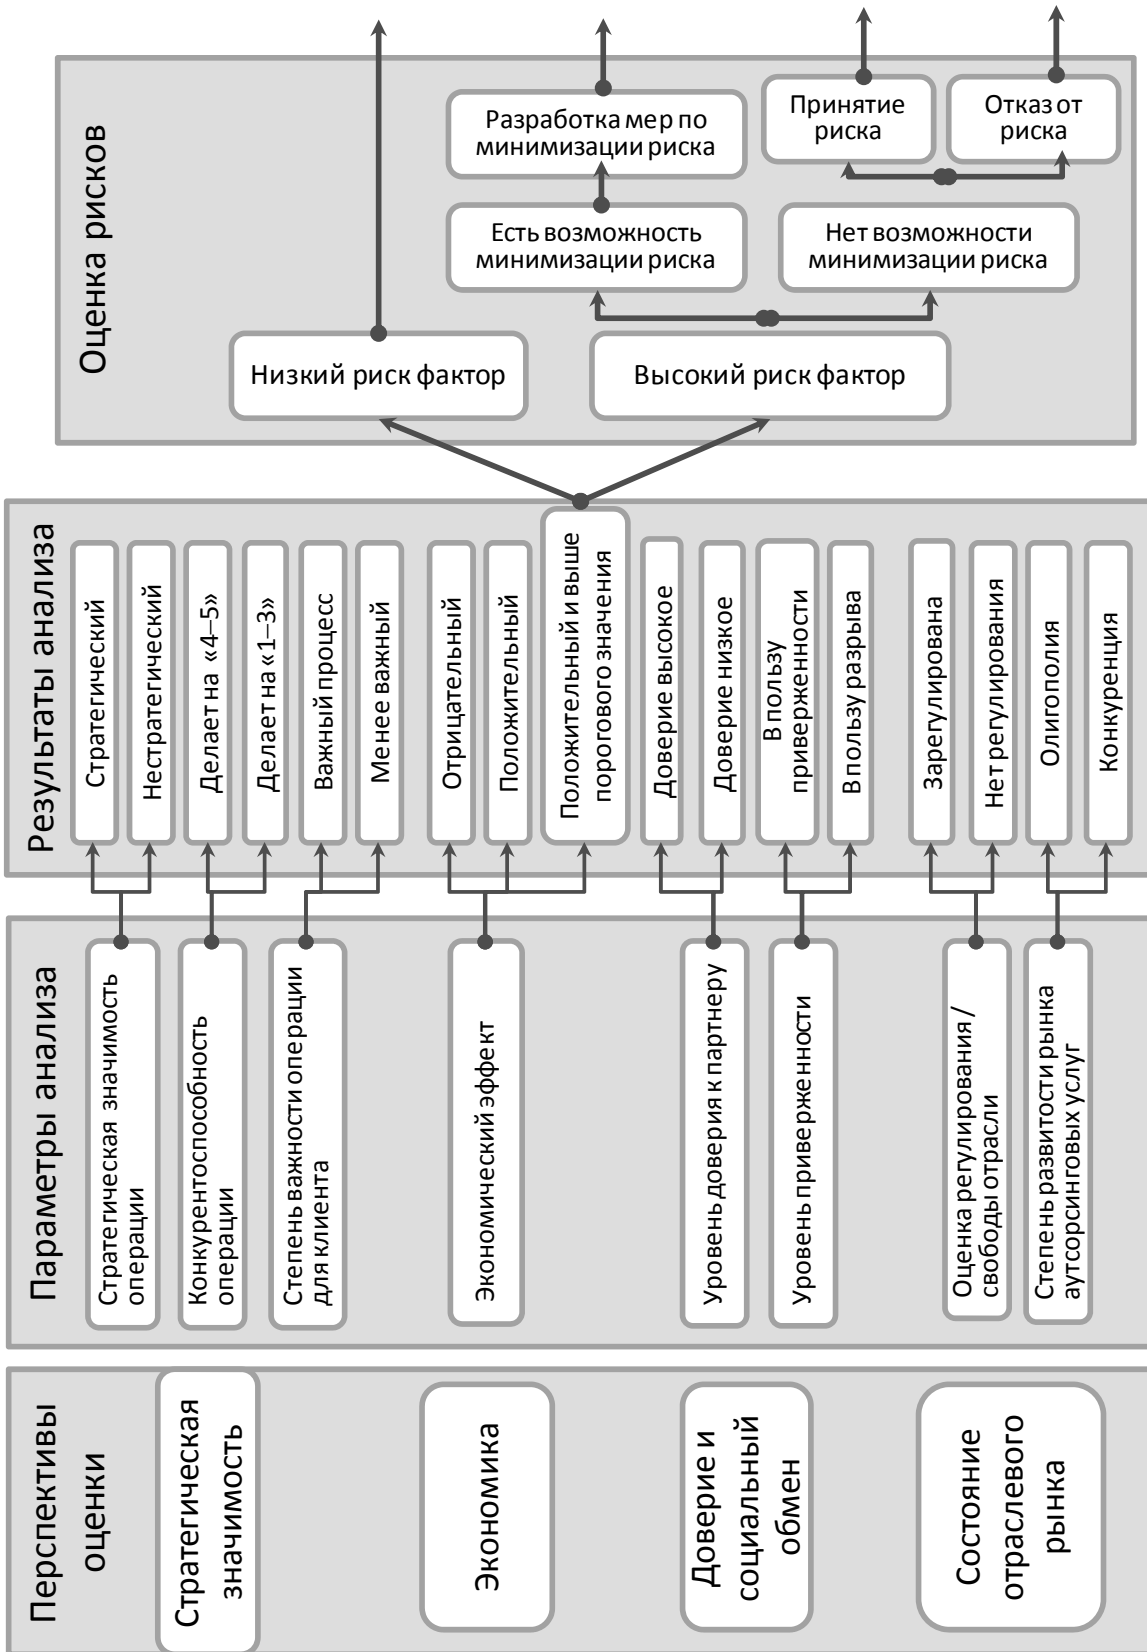 Перспективы
оценки
Стратегическая
значимость
Экономика
Доверие и
социальный
обмен
Состояние
отраслевого
рынка
Параметры анализа
Стратегическая значимость
операции
Конкурентоспособность
операции
Степень важности операции
для клиента
Экономический эффект
Уровень доверия к партнеру
Уровень приверженности
Оценка регулирования /
свободы отрасли
Степень развитости рынка
аутсорсинговых услуг
Результаты анализа
Стратегический
Нестратегический
Делает на «4–5»
Делает на «1–3»
Важный процесс
Менее важный
Отрицательный
Положительный
Положительный и выше
порогового значения
Доверие высокое
Доверие низкое
В пользу
приверженности
В пользу разрыва
Зарегулирована
Нет регулирования
Олигополия
Конкуренция
Оценка рисков
Низкий риск фактор
Высокий риск фактор
Есть возможность
минимизации риска
Нет возможности
минимизации риска
Разработка мер по
минимизации риска
Принятие
риска
Отказ от
риска